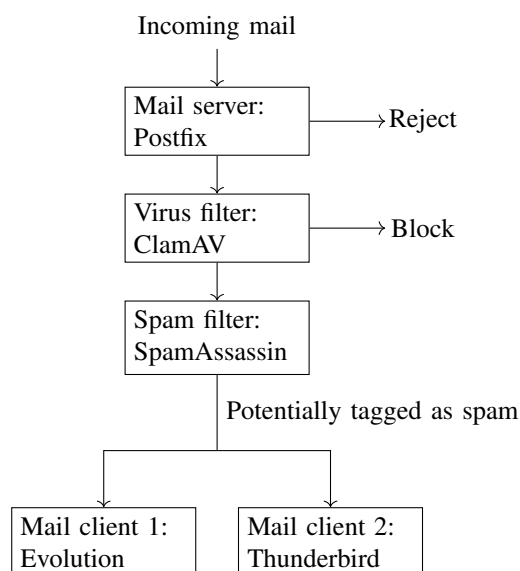 Incoming mail
Mail server:
Postfix
Reject
Virus filter:
ClamAV
Block
Spam filter:
SpamAssassin
Potentially tagged as spam
Mail client 1:
Evolution
Mail client 2:
Thunderbird